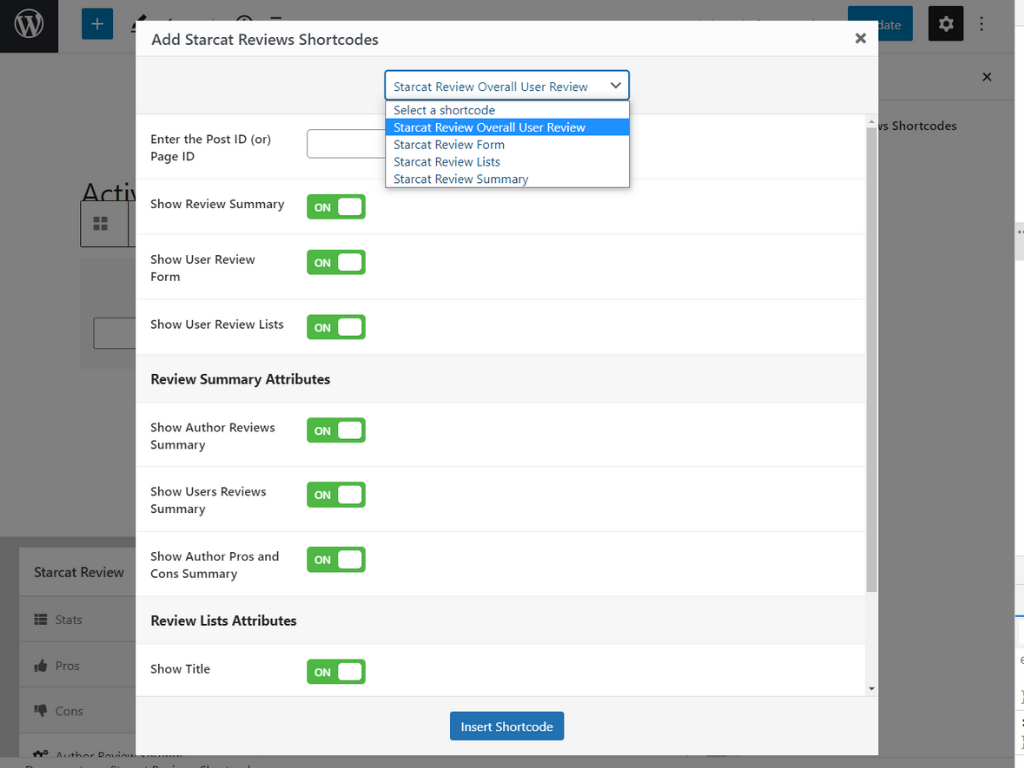 Add Starcat Reviews Shortcodes
Starcat Review Overall User Review
Select a shortcode
Starcat Review Overall User Review
Starcat Review Form
Starcat Review Lists
Starcat Review Summary
Enter the Post ID (or)
Page ID
Show Review Summary
ON
Show User Review
Form
ON
Show User Review Lists
ON
Review Summary Attributes
Show Author Reviews
Summary
ON
Show Users Reviews
Summary
ON
Show Author Pros and
Cons Summary
ON
Review Lists Attributes
Show Title
ON
Insert Shortcode
Shortcodes
Starcat Review
Stats
Pros
Cons
Author Review